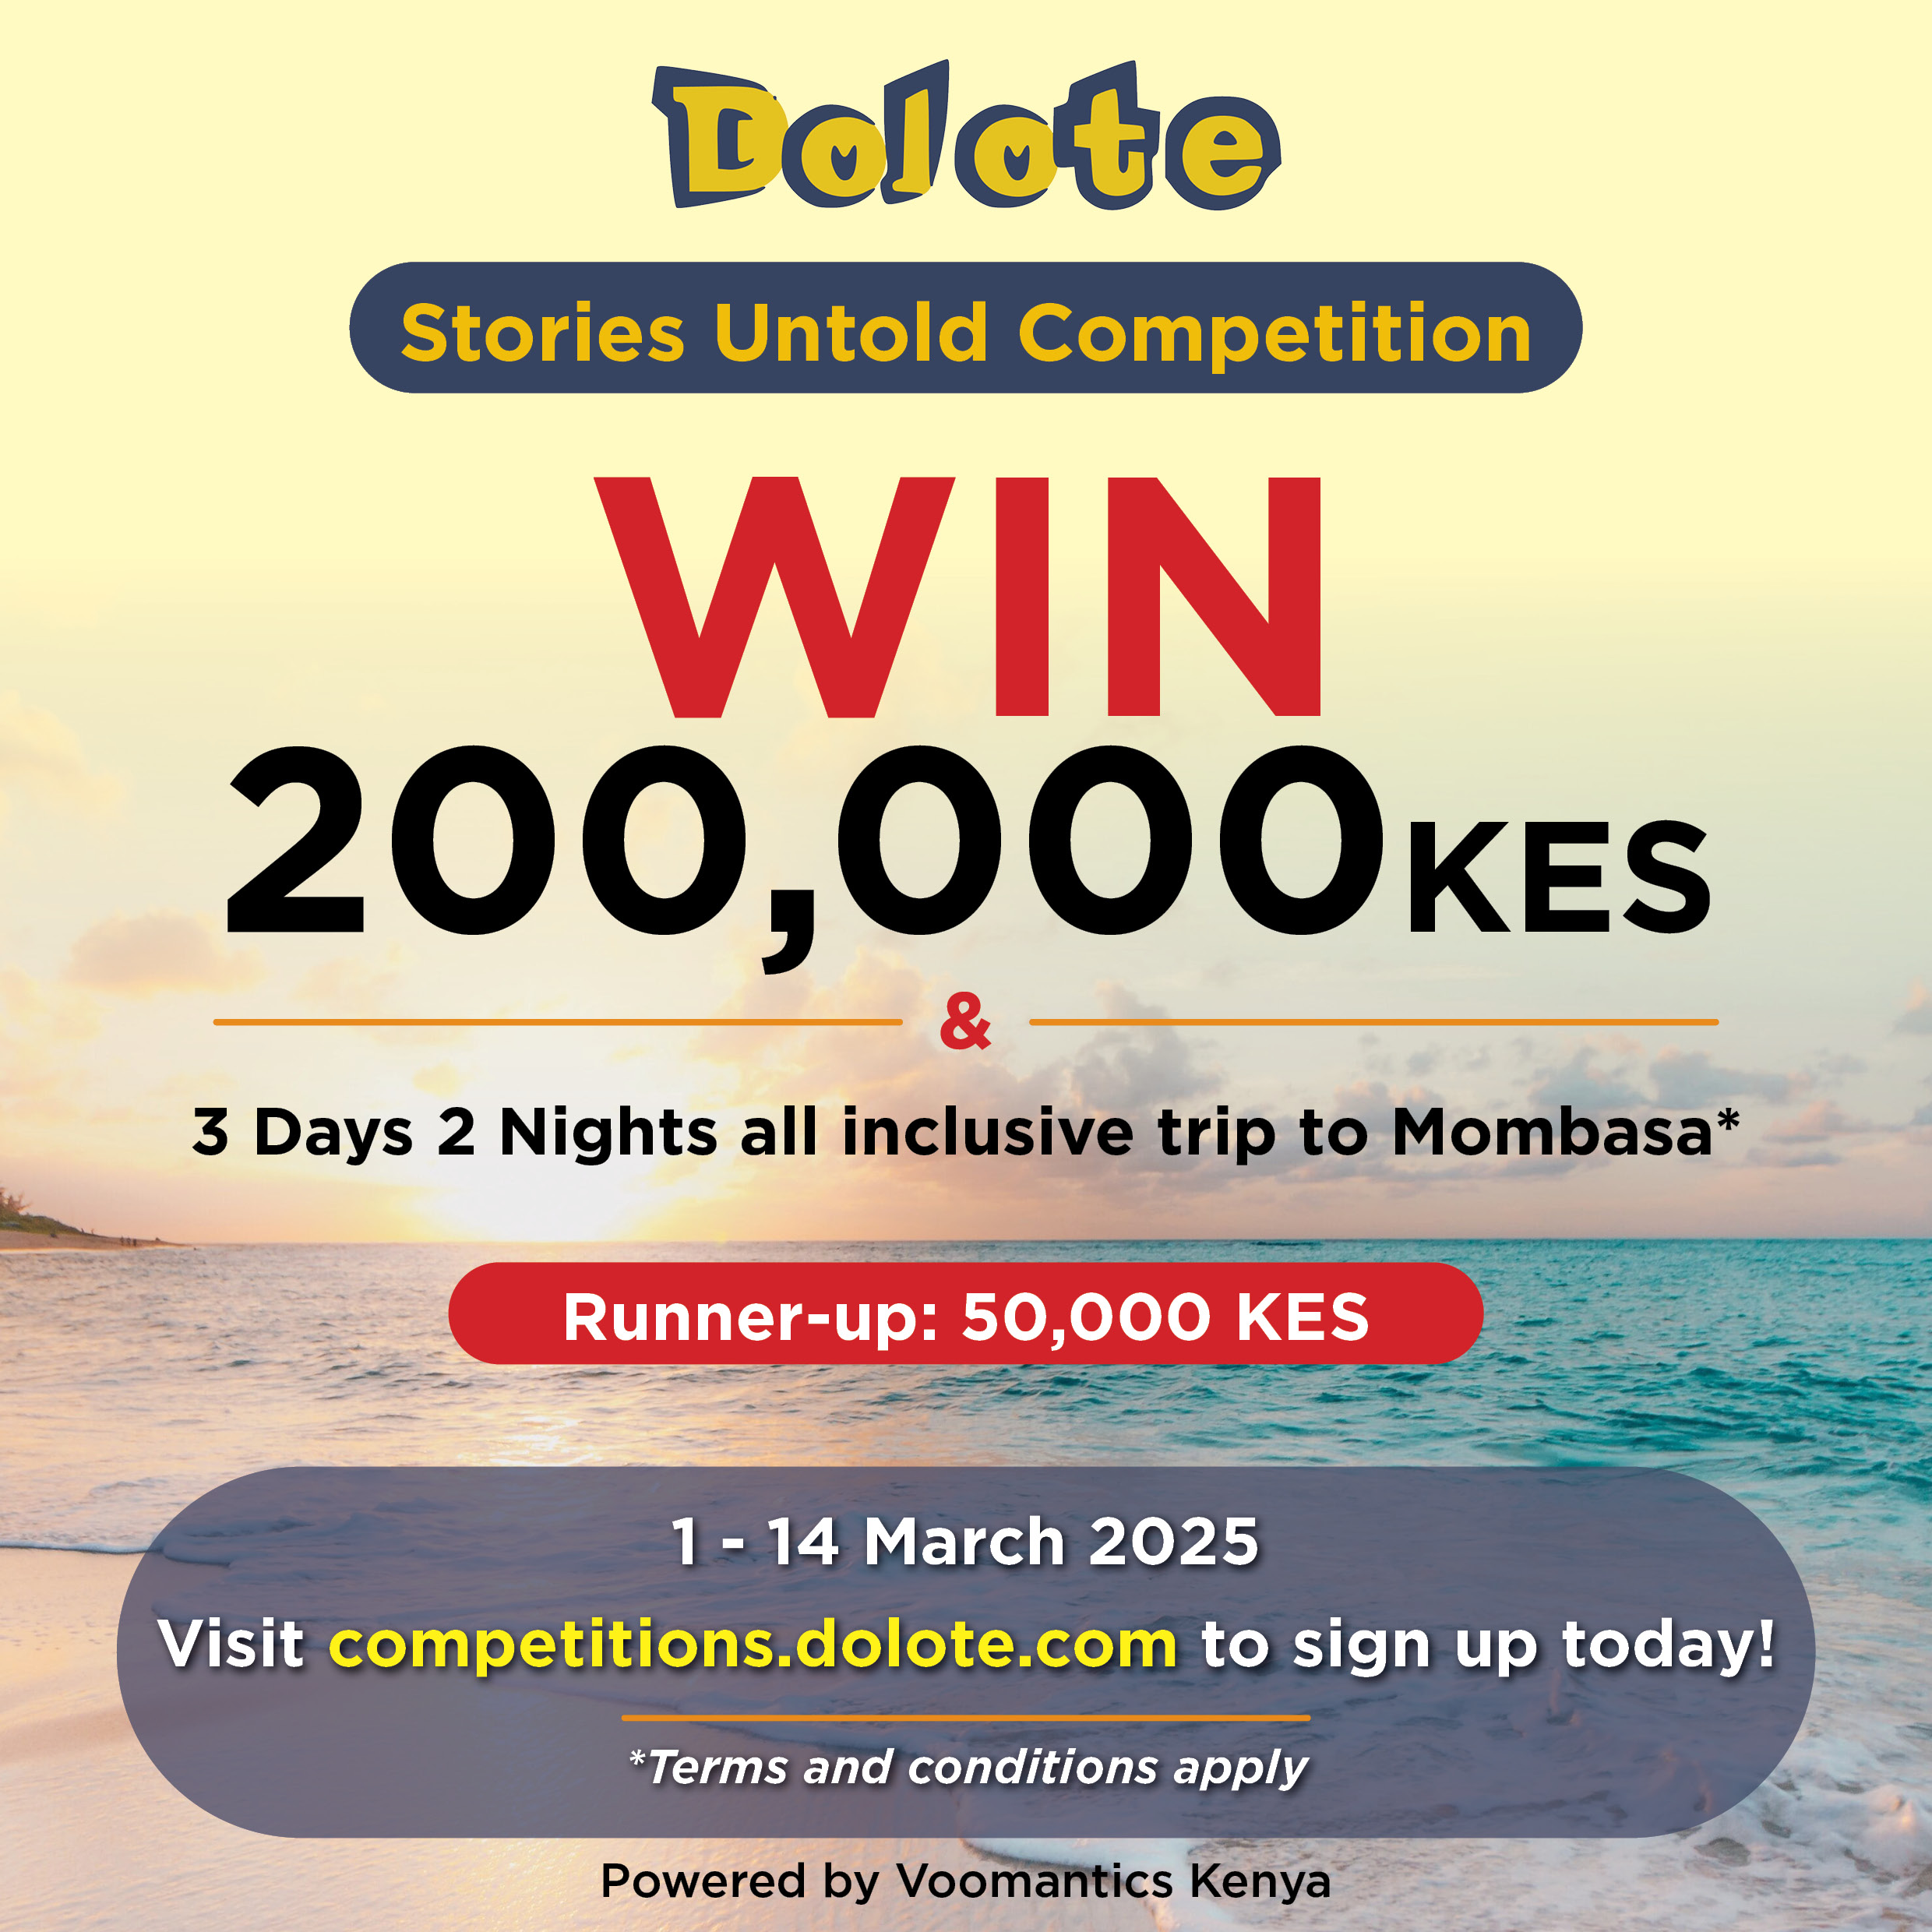 Dolote
Stories Untold Competition
WIN
200,000 KES
&
3 Days 2 Nights all inclusive trip to Mombasa*
Runner-up: 50,000 KES
1 - 14 March 2025
Visit competitions.dolote.com to sign up today!
*Terms and conditions apply
Powered by Voomantics Kenya